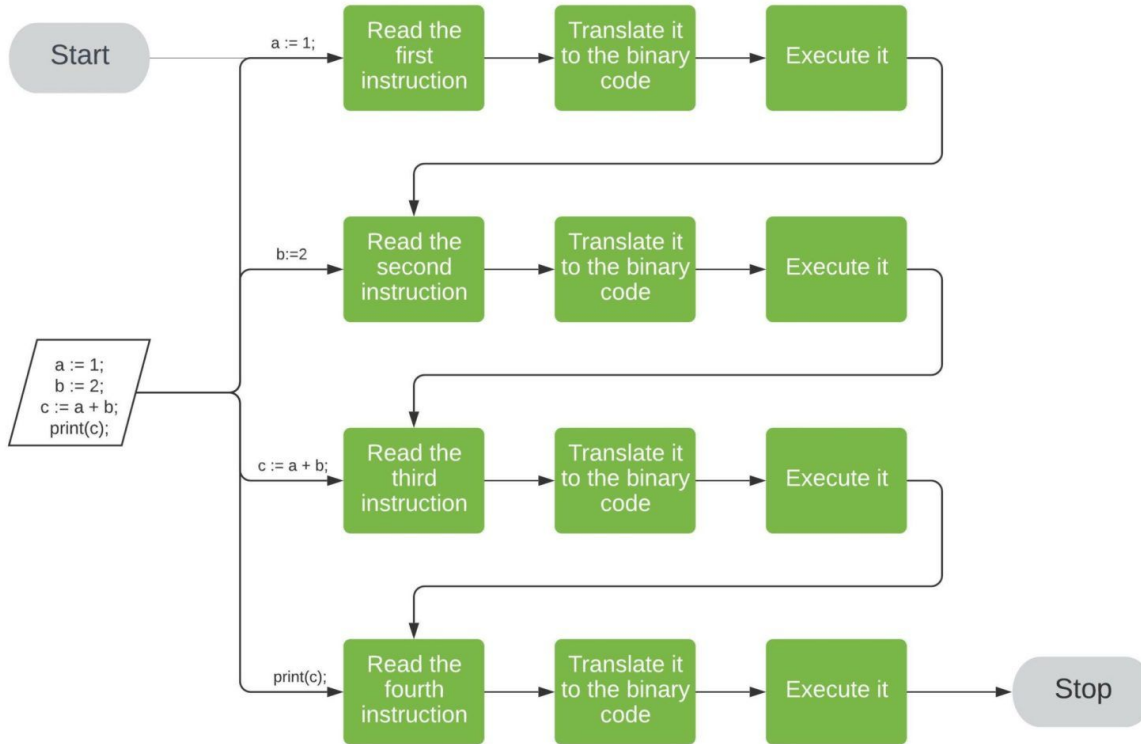 Start
a := 1;
Read the
first
instruction
Translate it
to the binary
code
Execute it
b:=2
Read the
second
instruction
Translate it
to the binary
code
Execute it
a := 1;
b := 2;
c := a + b;
print(c);
c := a + b;
Read the
third
instruction
Translate it
to the binary
code
Execute it
print(c);
Read the
fourth
instruction
Translate it
to the binary
code
Execute it
Stop